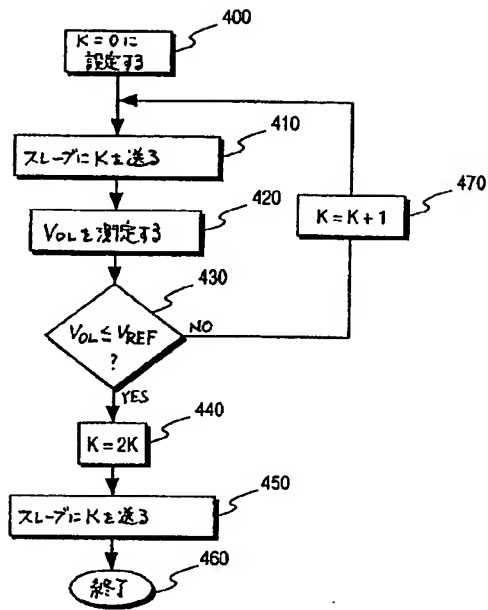 400
K=0に
設定する
410
スレーブにKを送る
470
K=K+1
420
VOLを測定する
430
VOL≤VREF
?
NO
YES
440
K=2K
450
スレーブにKを送る
460
終了